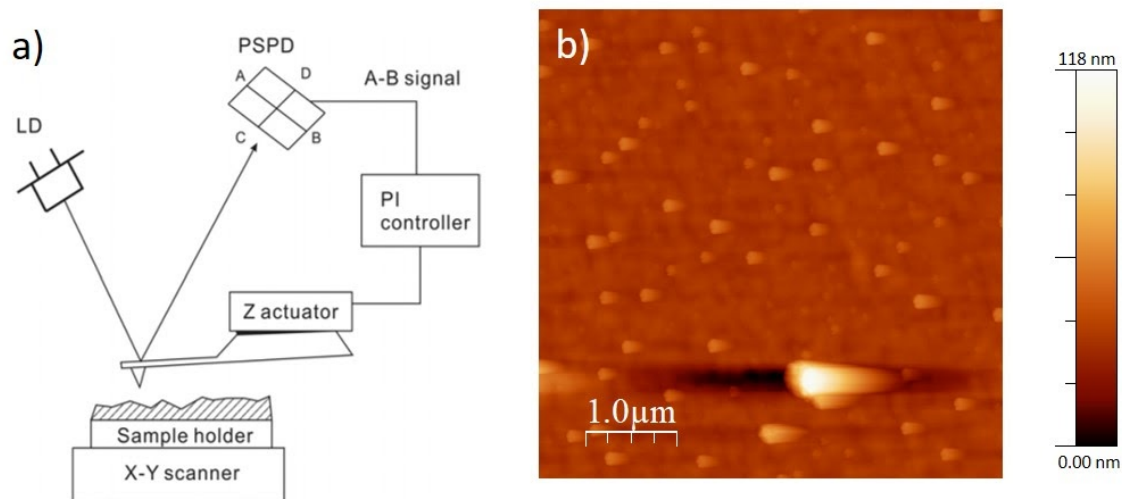 a)
PSPD
A
D
C
B
A-B signal
LD
PI
controller
Z actuator
Sample holder
X-Y scanner
b)
1.0µm
118 nm
0.00 nm